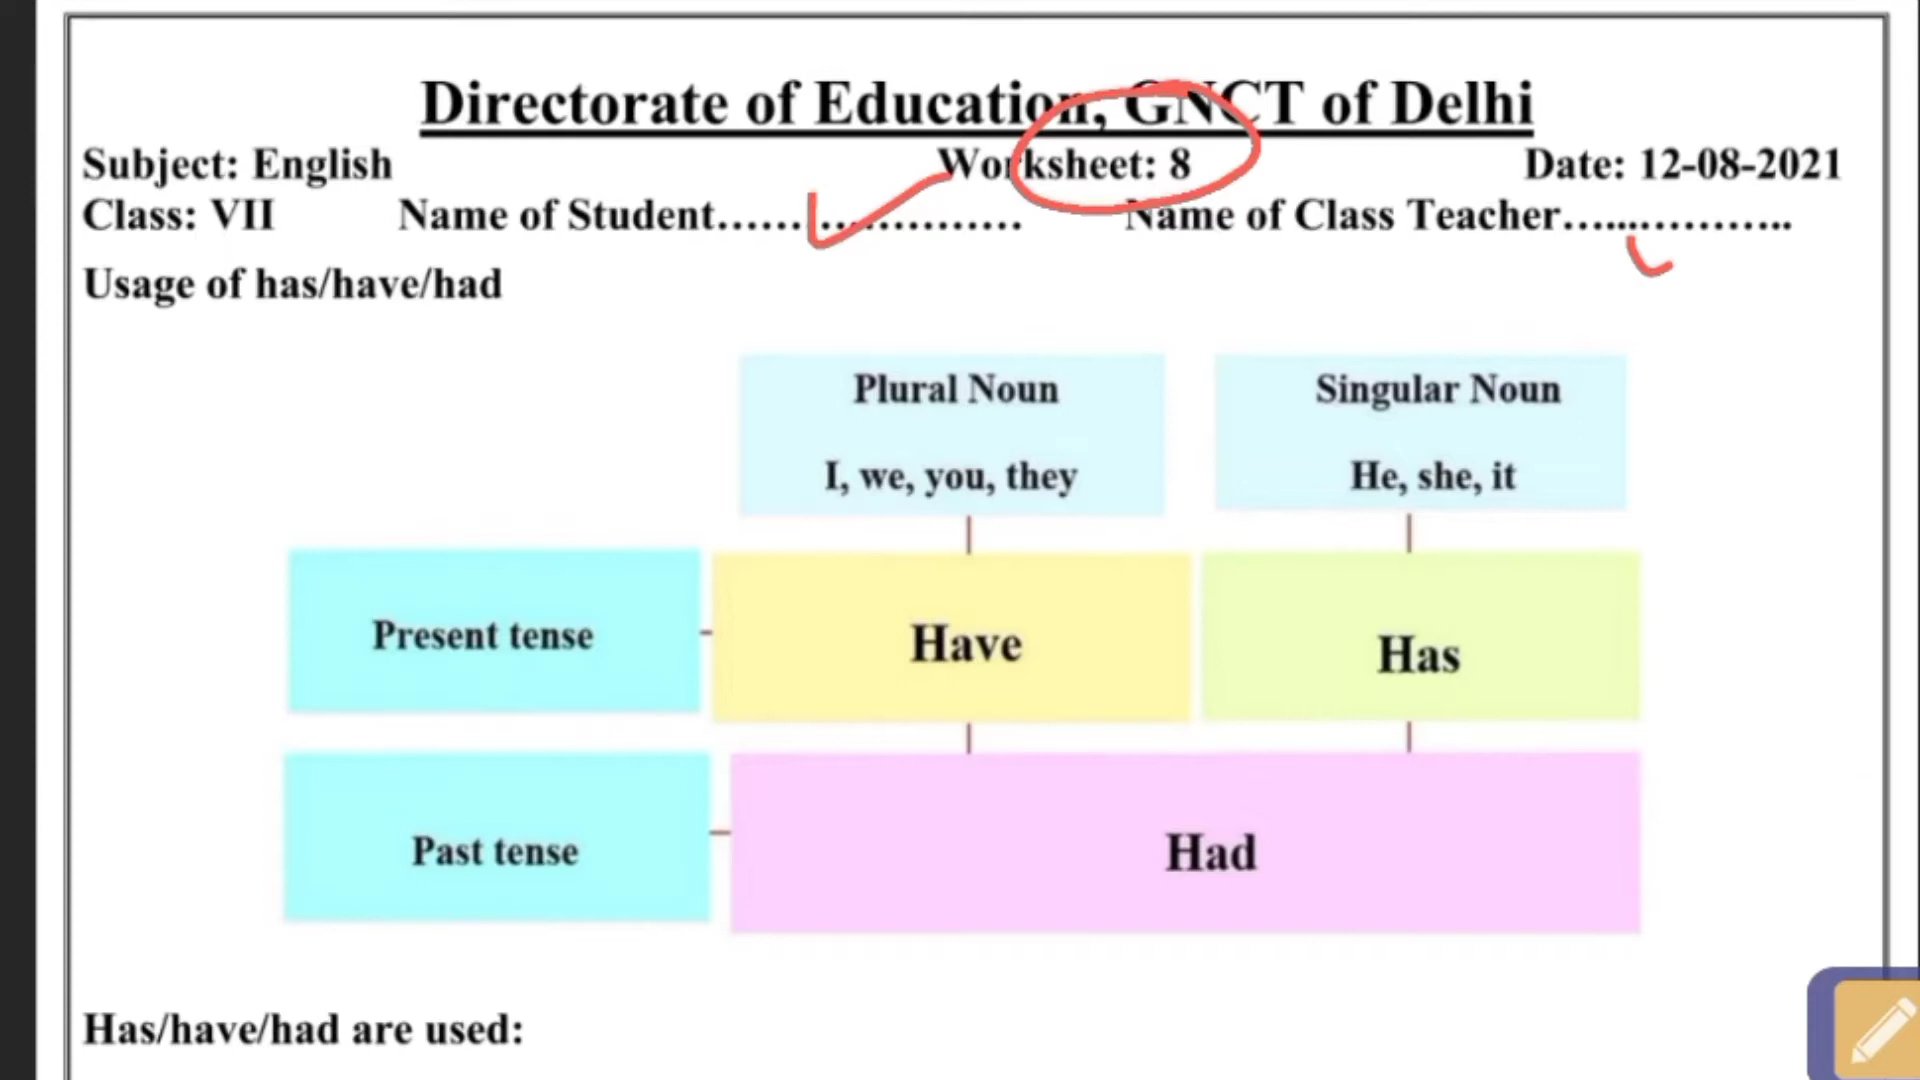 Directorate of Education, GNCT of Delhi
Subject: English Worksheet: 8 Date: 12-08-2021
Class: VII Name of Student...................... Name of Class Teacher.................
Usage of has/have/had
Plural Noun Singular Noun
I, we, you, they He, she, it
Present tense Have Has
Past tense Had
Has/have/had are used: